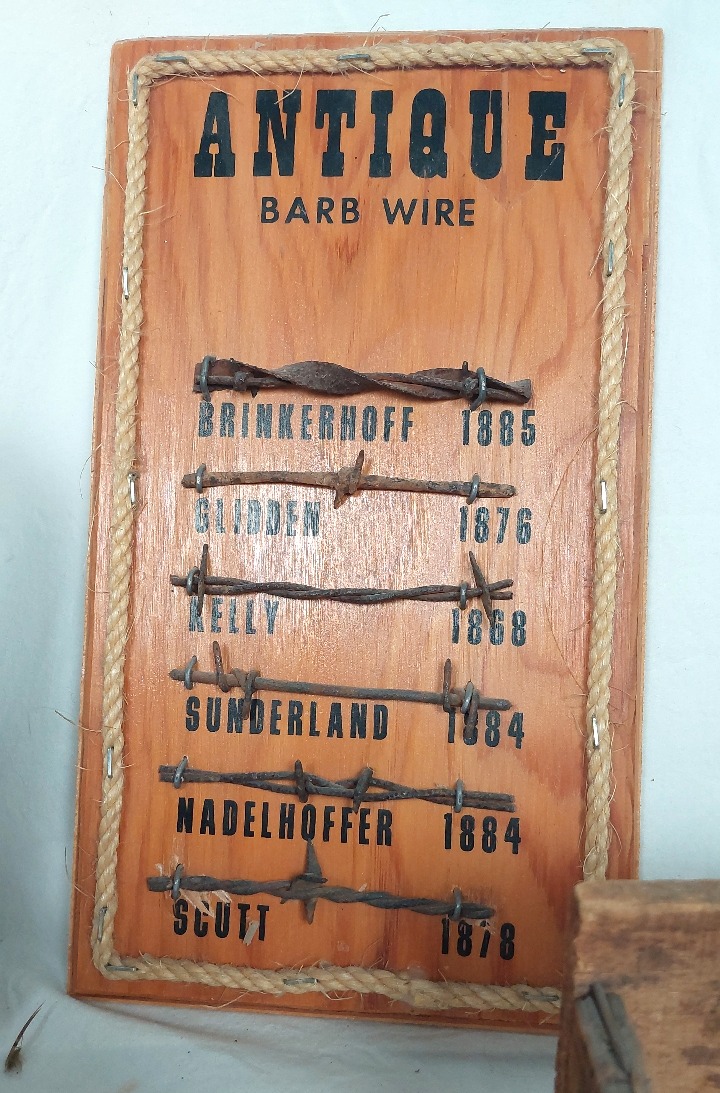 ANTIQUE
BARB WIRE
BRINKERHOFF 1885
GLIDDEN 1876
KELLY 1868
SUNDERLAND 1884
NADELHOFFER 1884
SCUTT 1878